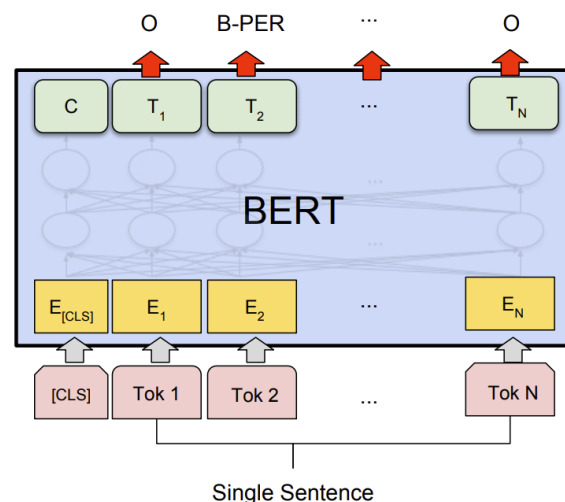 O B-PER ... O
C T1 T2 ... TN
...
BERT
...
E[CLS] E1 E2 ... EN
[CLS] Tok 1 Tok 2 ... Tok N
Single Sentence